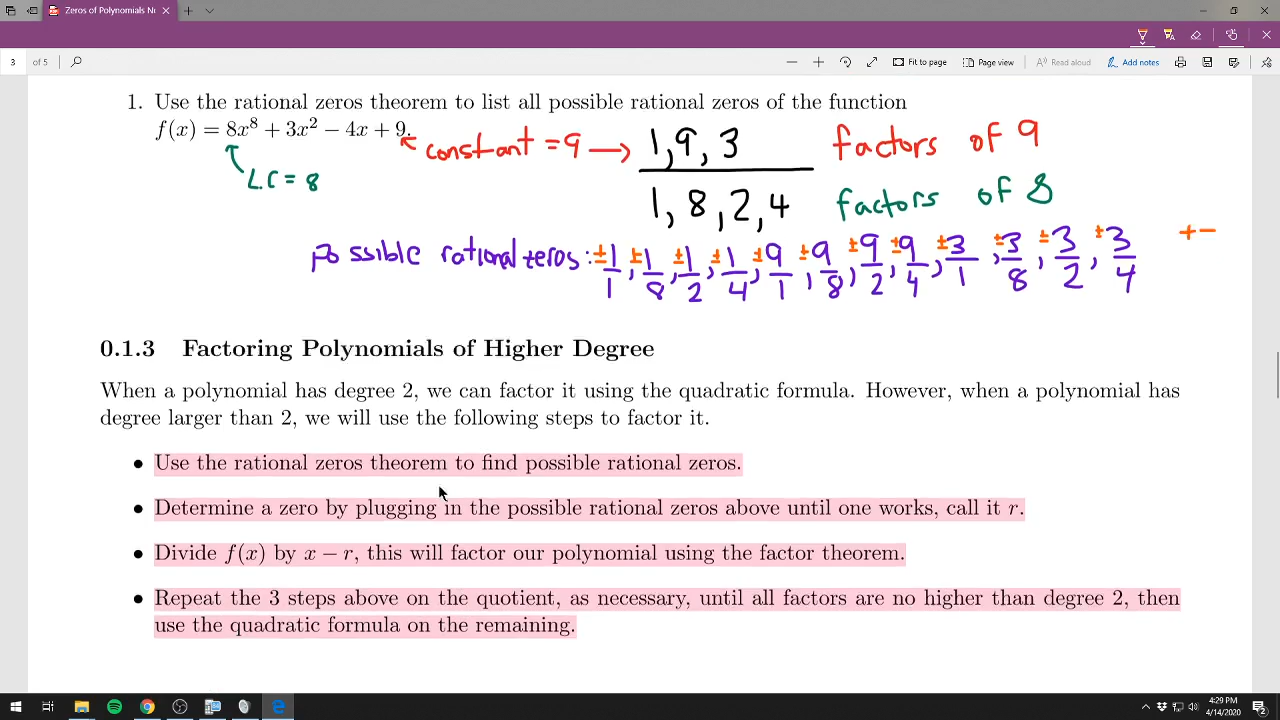 Zeros of Polynomials No
3 of 5
Fit to page Page view Read aloud Add notes
1. Use the rational zeros theorem to list all possible rational zeros of the function
f(x) = 8x⁸ + 3x² − 4x + 9.
constant = 9 → 1, 9, 3 factors of 9
L.C = 8
1, 8, 2, 4 factors of 8
possible rational zeros: ±1/1, ±1/8, ±1/2, ±1/4, ±9/1, ±9/8, ±9/2, ±9/4, ±3/1, ±3/8, ±3/2, ±3/4 + −
0.1.3 Factoring Polynomials of Higher Degree
When a polynomial has degree 2, we can factor it using the quadratic formula. However, when a polynomial has
degree larger than 2, we will use the following steps to factor it.
• Use the rational zeros theorem to find possible rational zeros.
• Determine a zero by plugging in the possible rational zeros above until one works, call it r.
• Divide f(x) by x − r, this will factor our polynomial using the factor theorem.
• Repeat the 3 steps above on the quotient, as necessary, until all factors are no higher than degree 2, then
use the quadratic formula on the remaining.
4:29 PM
4/14/2020